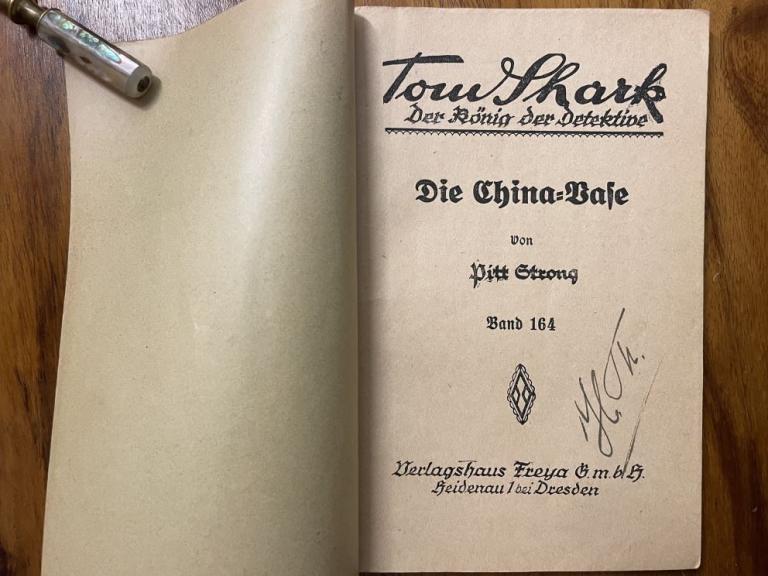 Tom Shark
Der König der Detektive
Die China=Vase
von
Pitt Strong
Band 164
Verlagshaus Freya G.m.b.H.
Heidenau 1 bei Dresden